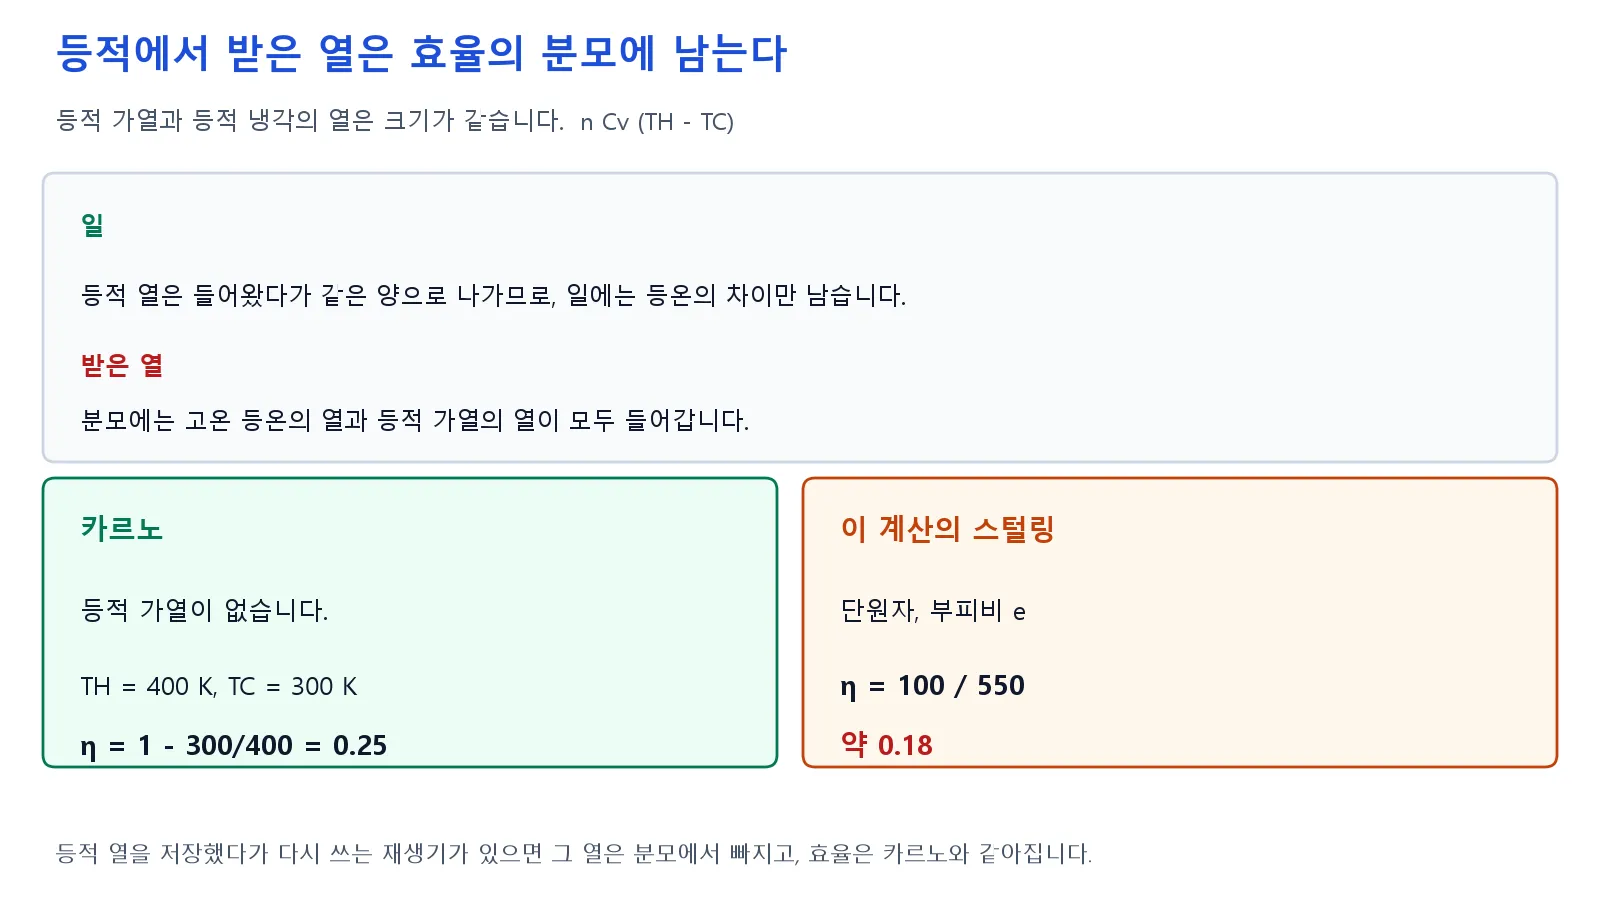 등적에서 받은 열은 효율의 분모에 남는다
등적 가열과 등적 냉각의 열은 크기가 같습니다. n Cv (TH - TC)
일
등적 열은 들어왔다가 같은 양으로 나가므로, 일에는 등온의 차이만 남습니다.
받은 열
분모에는 고온 등온의 열과 등적 가열의 열이 모두 들어갑니다.
카르노
등적 가열이 없습니다.
TH = 400 K, TC = 300 K
η = 1 - 300/400 = 0.25
이 계산의 스털링
단원자, 부피비 e
η = 100 / 550
약 0.18
등적 열을 저장했다가 다시 쓰는 재생기가 있으면 그 열은 분모에서 빠지고, 효율은 카르노와 같아집니다.